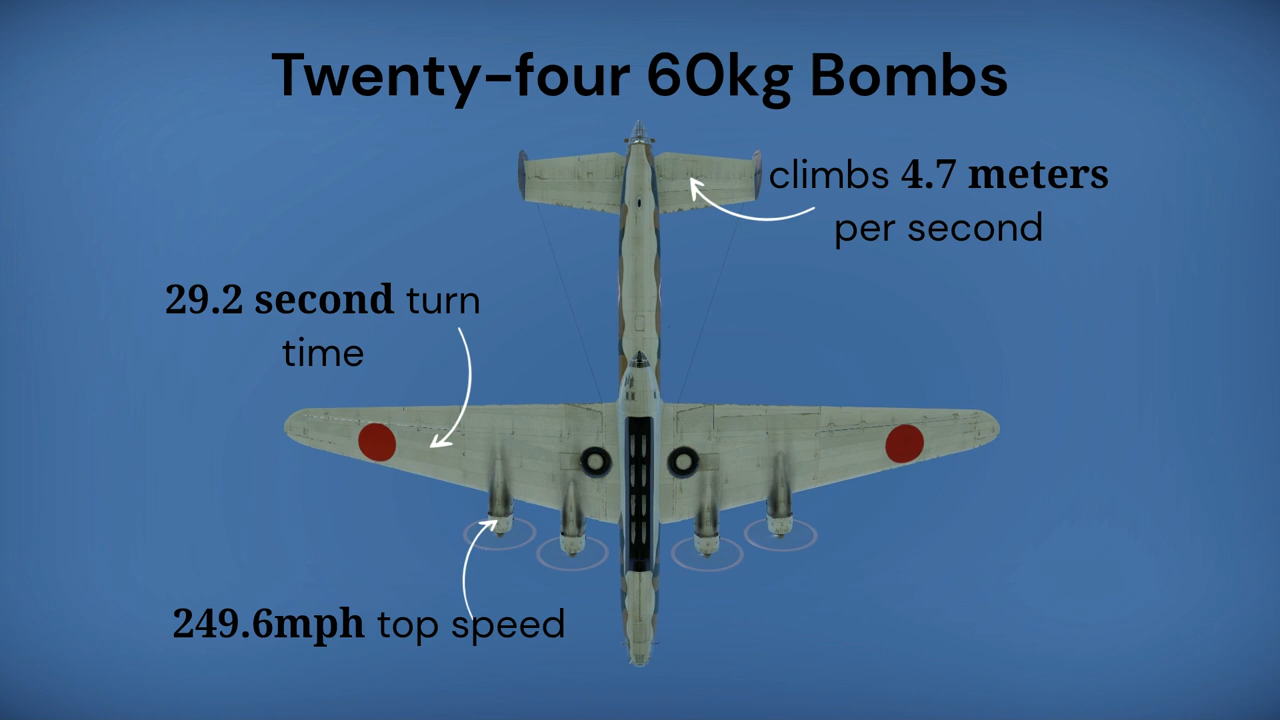 Twenty-four 60kg Bombs
climbs 4.7 meters
per second
29.2 second turn
time
249.6mph top speed